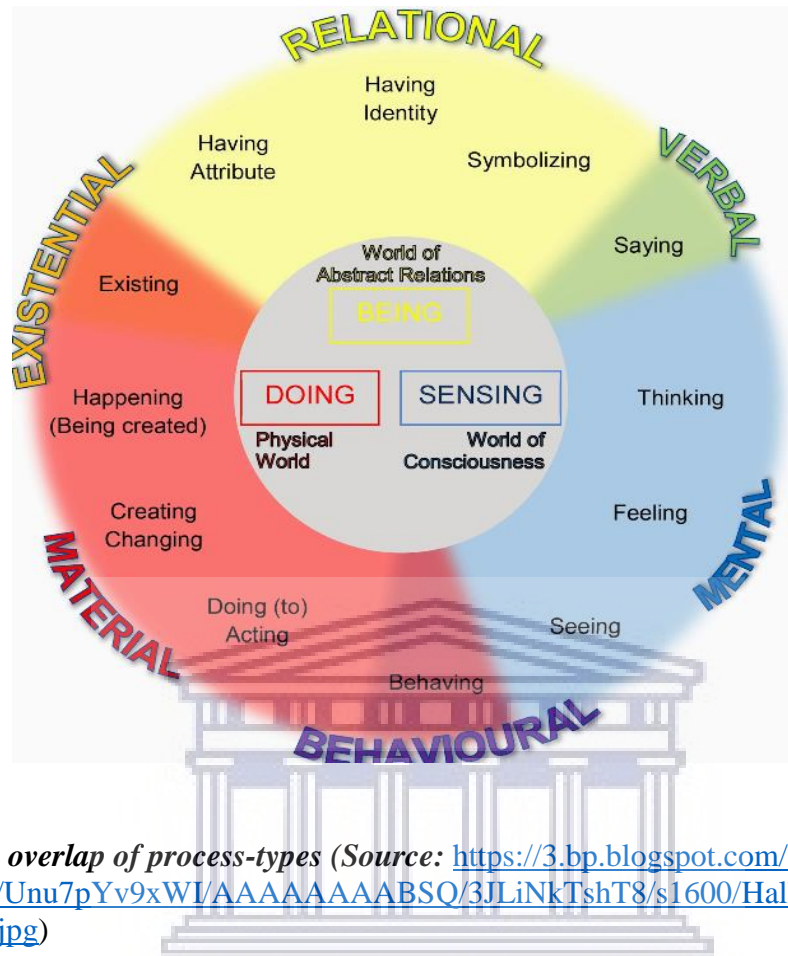 RELATIONAL
Having
Identity
Having
Attribute
Symbolizing
VERBAL
Saying
EXISTENTIAL
Existing
World of
Abstract Relations
BEING
DOING
SENSING
Physical
World
World of
Consciousness
Happening
(Being created)
Thinking
Creating
Changing
Feeling
MENTAL
MATERIAL
Doing (to)
Acting
Seeing
Behaving
BEHAVIOURAL
overlap of process-types (Source: https://3.bp.blogspot.com/
/Unu7pYv9xWI/AAAAAAAABSQ/3JLiNkTshT8/s1600/Hal
jpg)